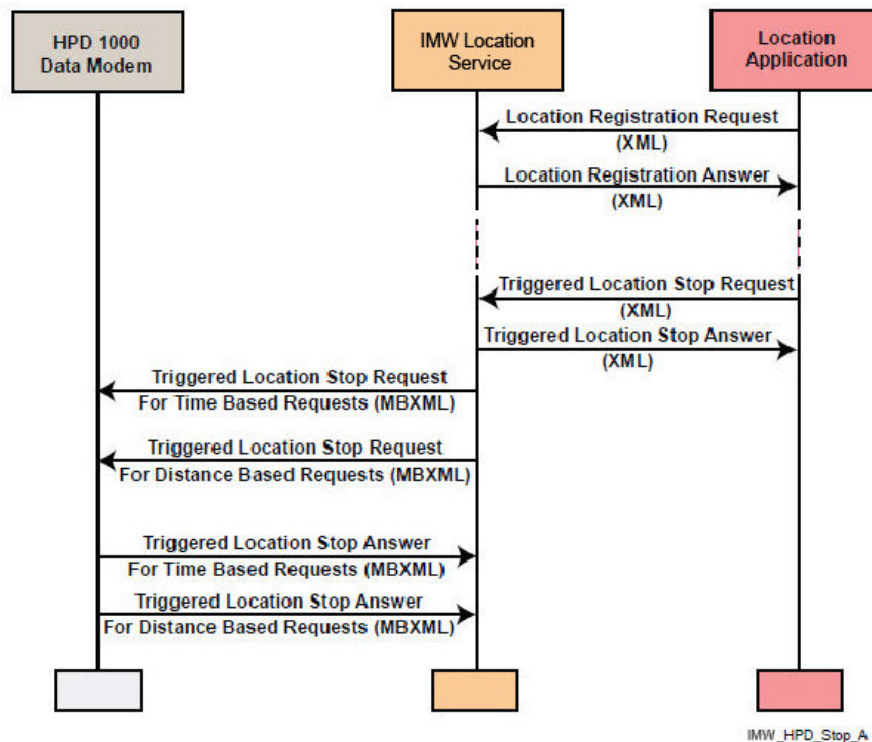 HPD 1000
Data Modem
IMW Location
Service
Location
Application
Location Registration Request
(XML)
Location Registration Answer
(XML)
Triggered Location Stop Request
(XML)
Triggered Location Stop Answer
(XML)
Triggered Location Stop Request
For Time Based Requests (MBXML)
Triggered Location Stop Request
For Distance Based Requests (MBXML)
Triggered Location Stop Answer
For Time Based Requests (MBXML)
Triggered Location Stop Answer
For Distance Based Requests (MBXML)
IMW_HPD_Stop_A